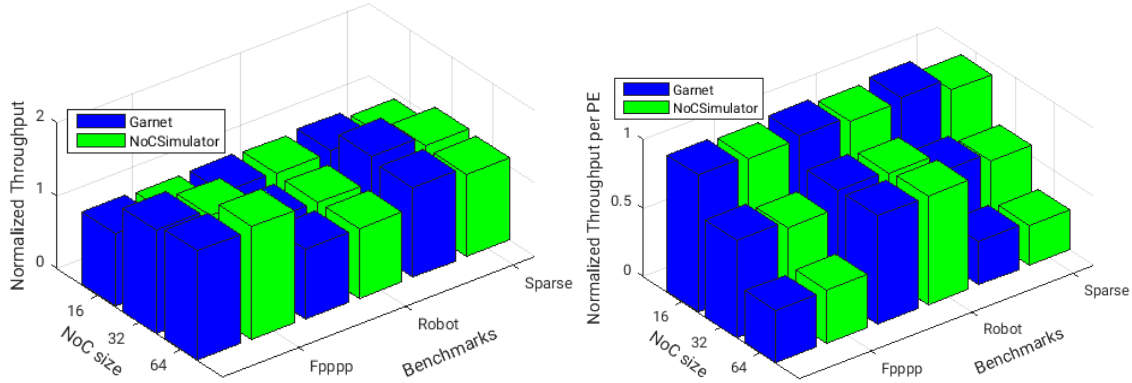 Normalized Throughput
2
1
0
Garnet
NoCSimulator
16
32
64
NoC size
Fpppp
Robot
Sparse
Benchmarks
Normalized Throughput per PE
1
0.5
0
Garnet
NoCSimulator
16
32
64
NoC size
Fpppp
Robot
Sparse
Benchmarks